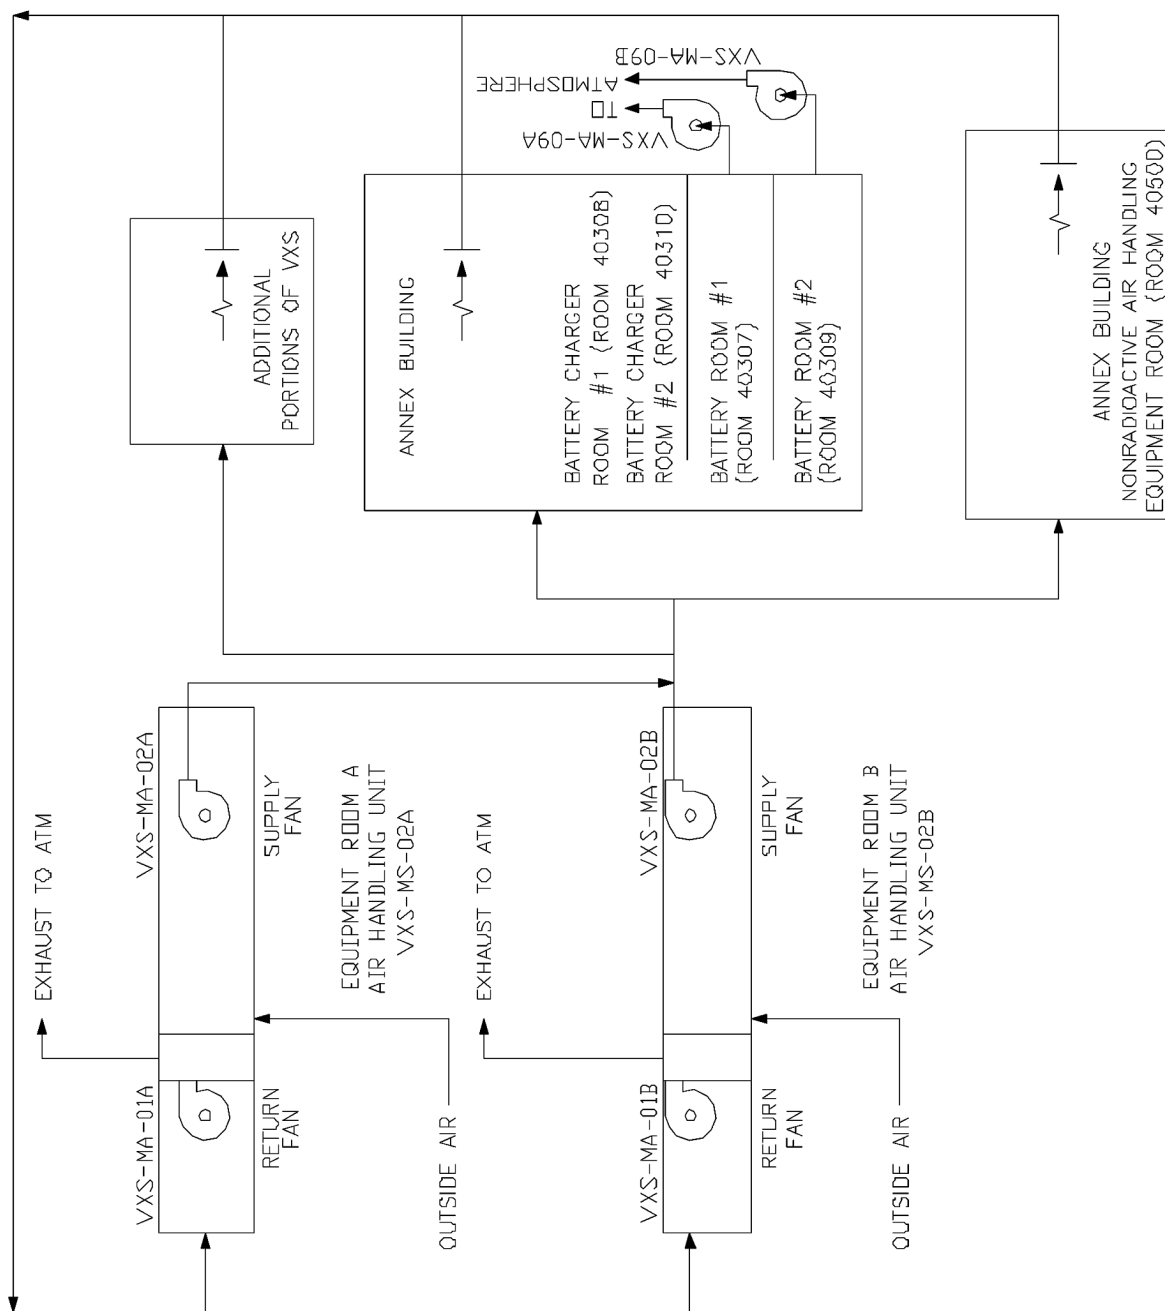 VXS-MA-09B
ATMOSPHERE
TO
VXS-MA-09A
ADDITIONAL
PORTIONS OF VXS
ANNEX BUILDING
BATTERY CHARGER
ROOM #1 (ROOM 40308)
BATTERY CHARGER
ROOM #2 (ROOM 40310)
BATTERY ROOM #1
(ROOM 40307)
BATTERY ROOM #2
(ROOM 40309)
ANNEX BUILDING
NONRADIOACTIVE AIR HANDLING
EQUIPMENT ROOM (ROOM 40500)
EXHAUST TO ATM
VXS-MA-01A
VXS-MA-02A
RETURN
FAN
SUPPLY
FAN
EQUIPMENT ROOM A
AIR HANDLING UNIT
VXS-MS-02A
OUTSIDE AIR
EXHAUST TO ATM
VXS-MA-01B
VXS-MA-02B
RETURN
FAN
SUPPLY
FAN
EQUIPMENT ROOM B
AIR HANDLING UNIT
VXS-MS-02B
OUTSIDE AIR